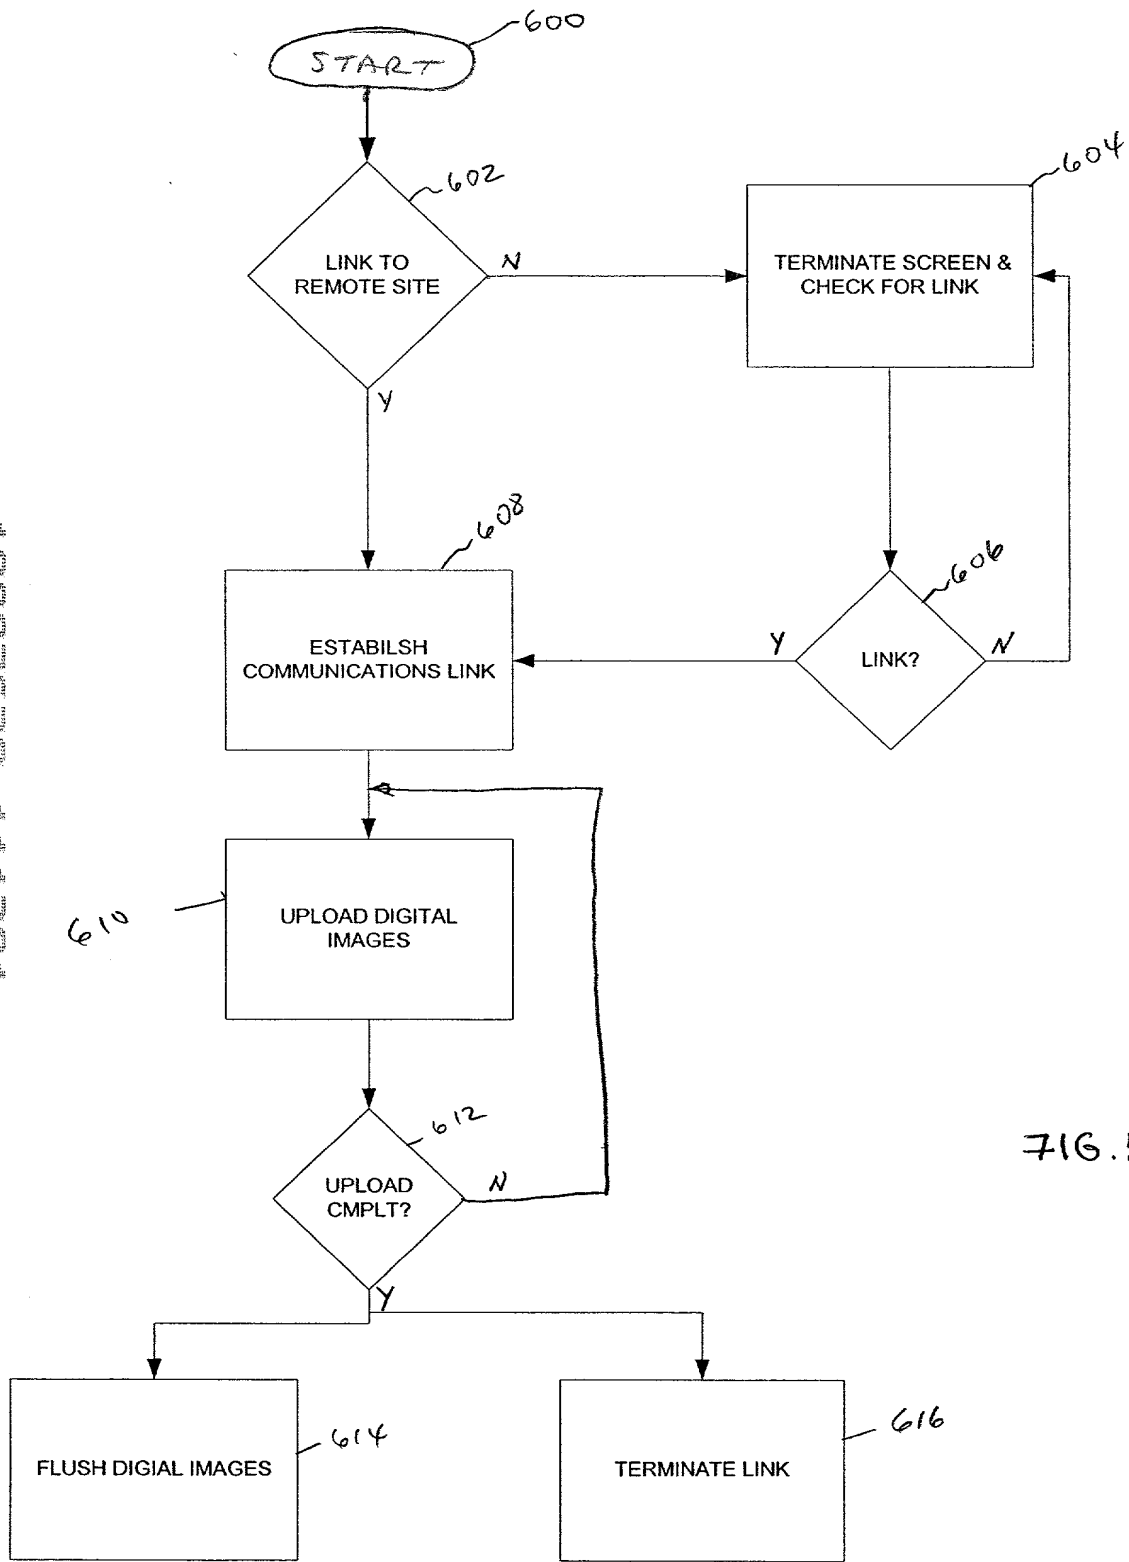 600
START
602
604
LINK TO
REMOTE SITE
N
TERMINATE SCREEN &
CHECK FOR LINK
Y
608
606
ESTABILSH
COMMUNICATIONS LINK
Y
LINK?
N
610
UPLOAD DIGITAL
IMAGES
612
UPLOAD
CMPLT?
N
FIG.
Y
614
616
FLUSH DIGIAL IMAGES
TERMINATE LINK